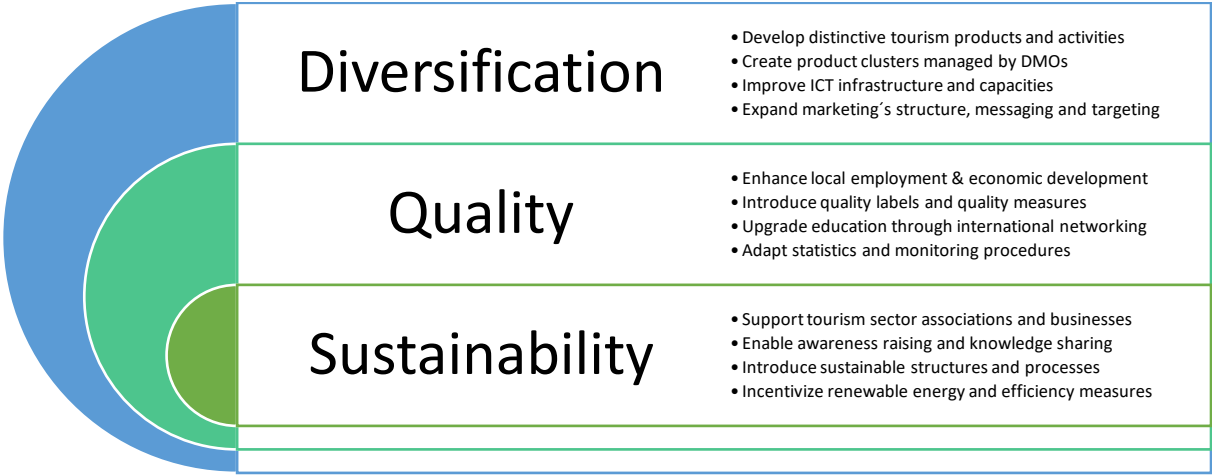 Diversification
• Develop distinctive tourism products and activities
• Create product clusters managed by DMOs
• Improve ICT infrastructure and capacities
• Expand marketing´s structure, messaging and targeting
Quality
• Enhance local employment & economic development
• Introduce quality labels and quality measures
• Upgrade education through international networking
• Adapt statistics and monitoring procedures
Sustainability
• Support tourism sector associations and businesses
• Enable awareness raising and knowledge sharing
• Introduce sustainable structures and processes
• Incentivize renewable energy and efficiency measures